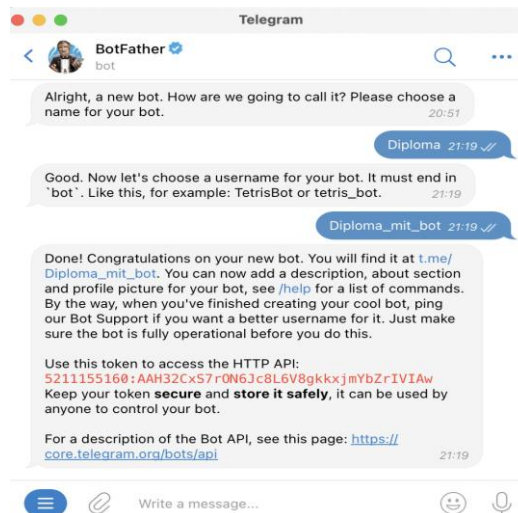 Telegram
BotFather
bot
Alright, a new bot. How are we going to call it? Please choose a
name for your bot.
20:51
Diploma 21:19
Good. Now let's choose a username for your bot. It must end in
`bot`. Like this, for example: TetrisBot or tetris_bot.
21:19
Diploma_mit_bot 21:19
Done! Congratulations on your new bot. You will find it at t.me/
Diploma_mit_bot. You can now add a description, about section
and profile picture for your bot, see /help for a list of commands.
By the way, when you've finished creating your cool bot, ping
our Bot Support if you want a better username for it. Just make
sure the bot is fully operational before you do this.
Use this token to access the HTTP API:
5211155160:AAH32CxS7rON6Jc8L6V8gkkxjmYbZrIVIAw
Keep your token secure and store it safely, it can be used by
anyone to control your bot.
For a description of the Bot API, see this page: https://
core.telegram.org/bots/api
21:19
Write a message...